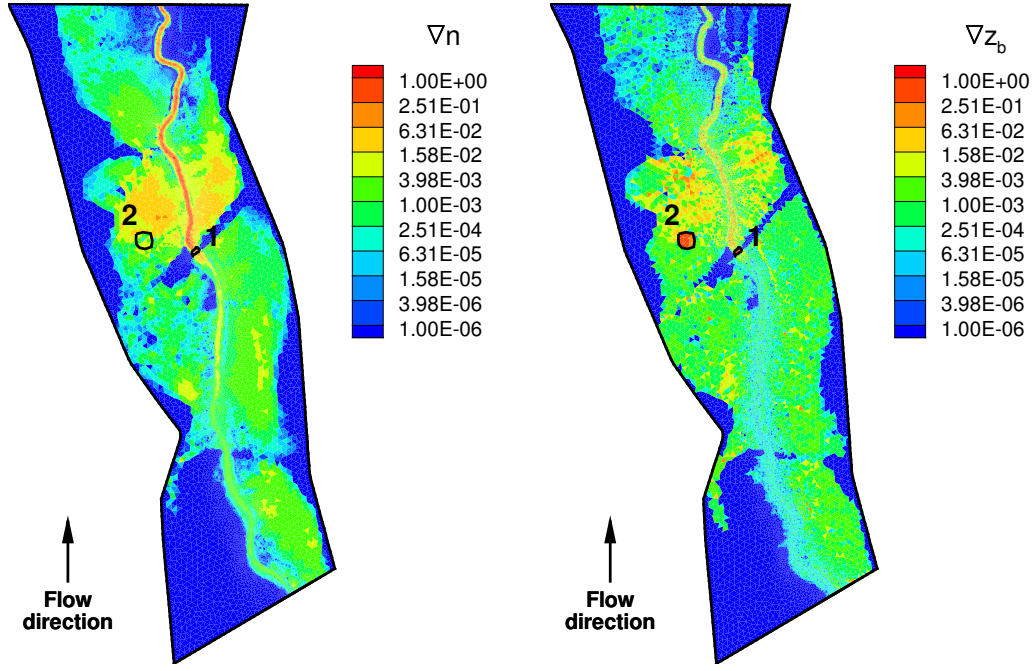 ∇n
1.00E+00
2.51E-01
6.31E-02
1.58E-02
3.98E-03
1.00E-03
2.51E-04
6.31E-05
1.58E-05
3.98E-06
1.00E-06
2
1
Flow
direction
∇z_b
1.00E+00
2.51E-01
6.31E-02
1.58E-02
3.98E-03
1.00E-03
2.51E-04
6.31E-05
1.58E-05
3.98E-06
1.00E-06
2
1
Flow
direction